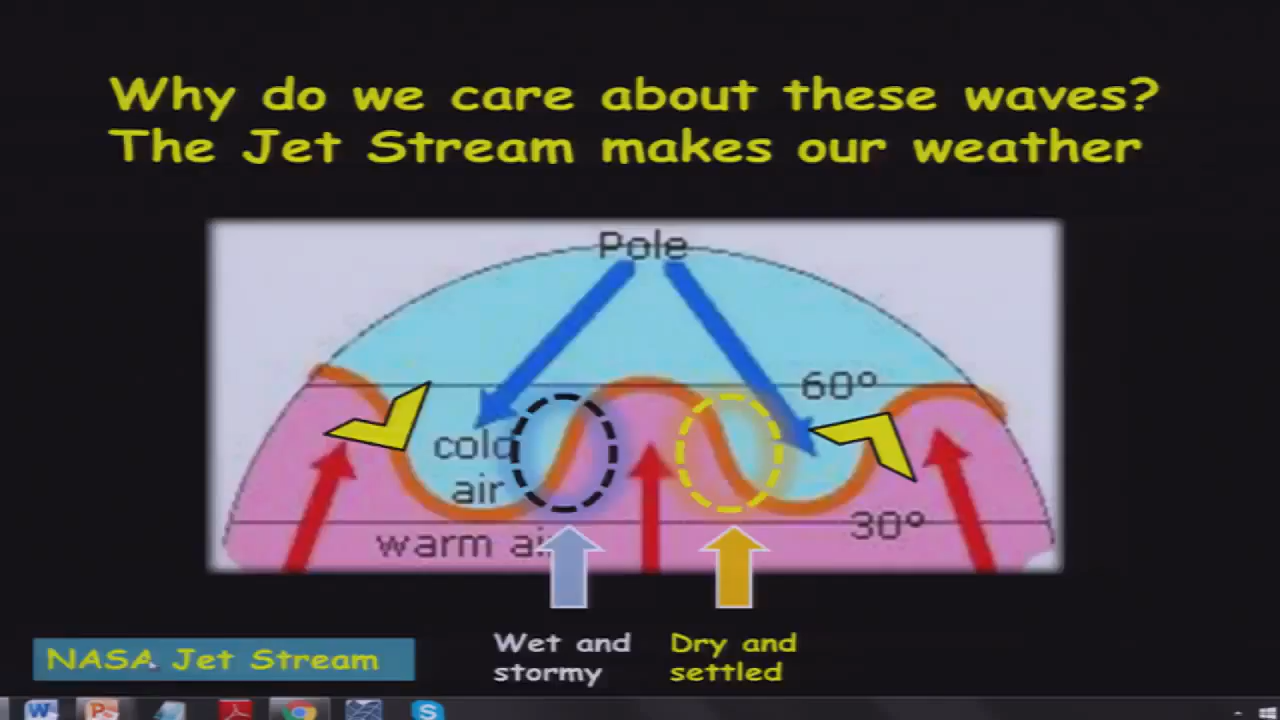 Why do we care about these waves?
The Jet Stream makes our weather
Pole
60°
cold
air
30°
warm air
Wet and
stormy
Dry and
settled
NASA Jet Stream